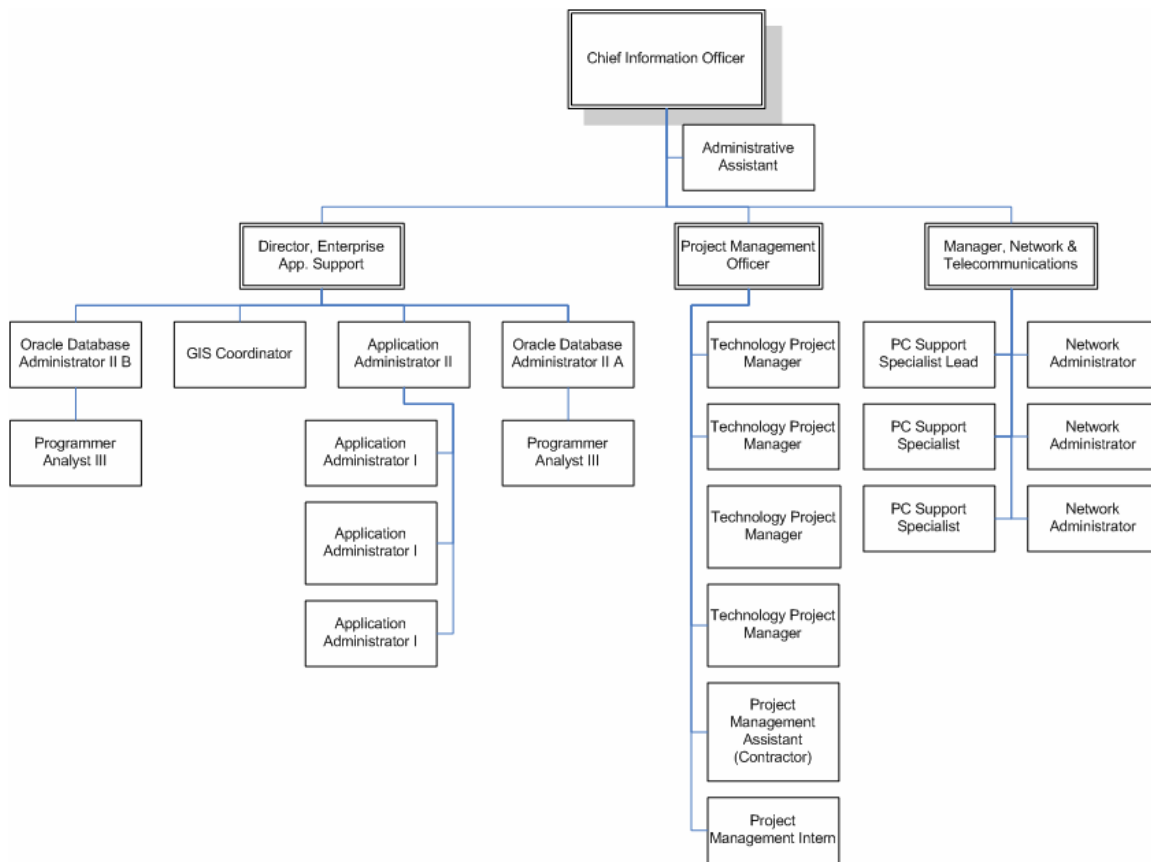 Chief Information Officer
Administrative
Assistant
Director, Enterprise
App. Support
Project Management
Officer
Manager, Network &
Telecommunications
Oracle Database
Administrator II B
GIS Coordinator
Application
Administrator II
Oracle Database
Administrator II A
Technology Project
Manager
PC Support
Specialist Lead
Network
Administrator
Programmer
Analyst III
Application
Administrator I
Programmer
Analyst III
Technology Project
Manager
PC Support
Specialist
Network
Administrator
Application
Administrator I
Technology Project
Manager
PC Support
Specialist
Network
Administrator
Application
Administrator I
Technology Project
Manager
Project
Management
Assistant
(Contractor)
Project
Management Intern